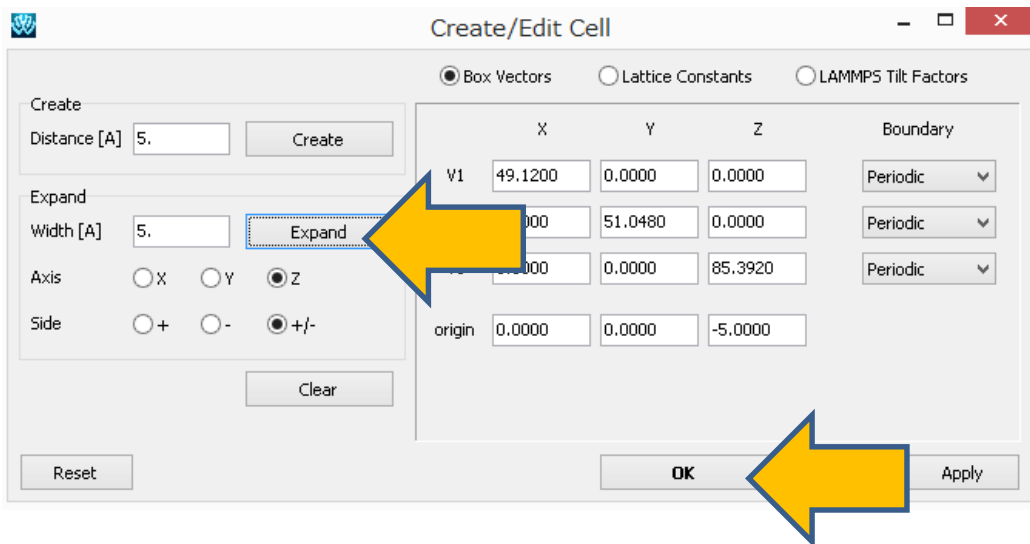 Create/Edit Cell
Box Vectors Lattice Constants LAMMPS Tilt Factors
Create
Distance [A] 5. Create
X Y Z Boundary
V1 49.1200 0.0000 0.0000 Periodic
Expand
Width [A] 5. Expand
51.0480 0.0000 Periodic
Axis X Y Z
0.0000 85.3920 Periodic
Side + - +/-
origin 0.0000 0.0000 -5.0000
Clear
Reset OK Apply